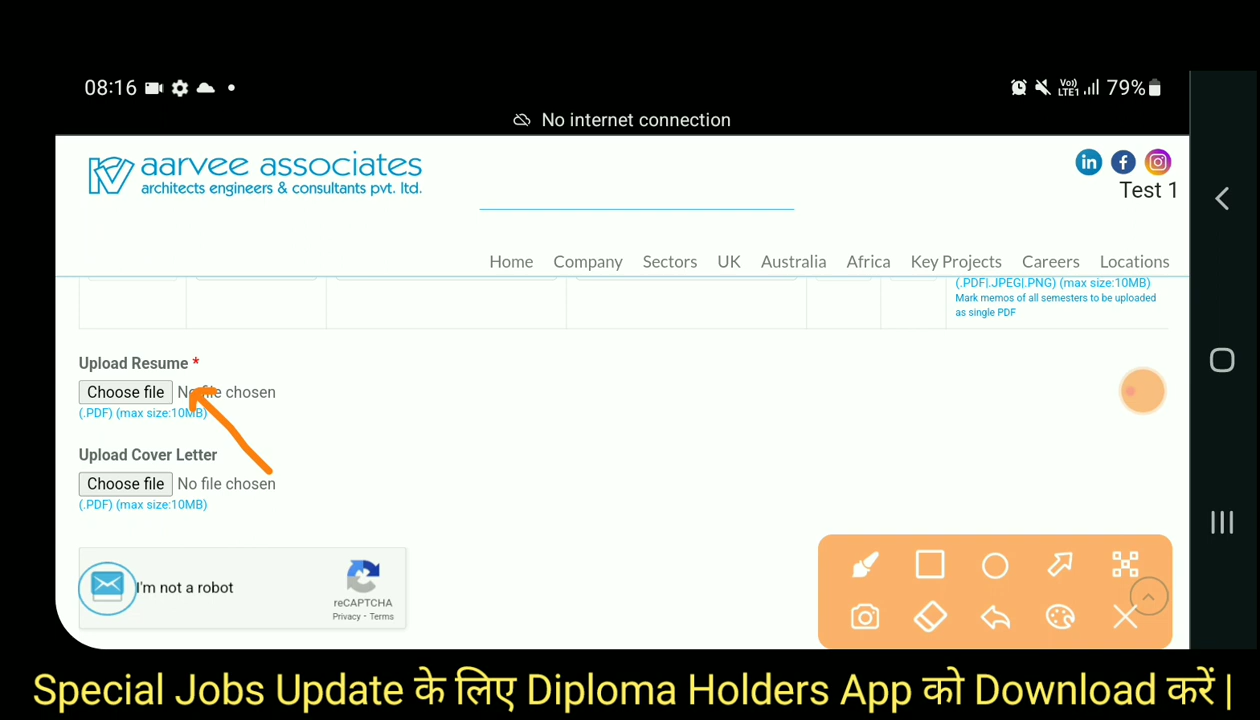 08:16
79%
No internet connection
aarvee associates
architects engineers & consultants pvt. ltd.
Test 1
Home Company Sectors UK Australia Africa Key Projects Careers Locations
(.PDF|.JPEG|.PNG) (max size:10MB)
Mark memos of all semesters to be uploaded
as single PDF
Upload Resume *
Choose file No file chosen
(.PDF) (max size:10MB)
Upload Cover Letter
Choose file No file chosen
(.PDF) (max size:10MB)
I'm not a robot
reCAPTCHA
Privacy - Terms
Special Jobs Update के लिए Diploma Holders App को Download करें |